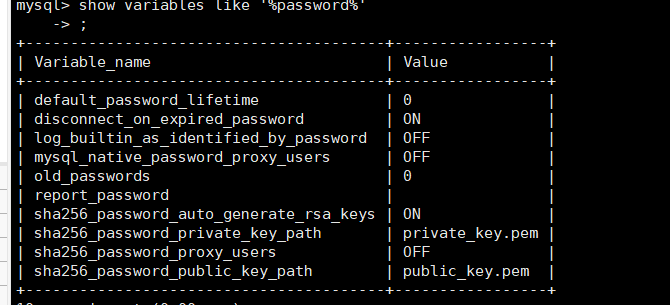 mysql> show variables like '%password%'
    -> ;
+---------------------------------------+-----------------+
| Variable_name                         | Value           |
+---------------------------------------+-----------------+
| default_password_lifetime             | 0               |
| disconnect_on_expired_password        | ON              |
| log_builtin_as_identified_by_password | OFF             |
| mysql_native_password_proxy_users     | OFF             |
| old_passwords                         | 0               |
| report_password                       |                 |
| sha256_password_auto_generate_rsa_keys | ON              |
| sha256_password_private_key_path      | private_key.pem |
| sha256_password_proxy_users           | OFF             |
| sha256_password_public_key_path       | public_key.pem  |
+---------------------------------------+-----------------+